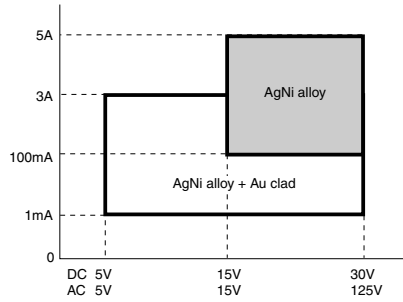 5A
AgNi alloy
3A
100mA
AgNi alloy + Au clad
1mA
0
DC 5V 15V 30V
AC 5V 15V 125V